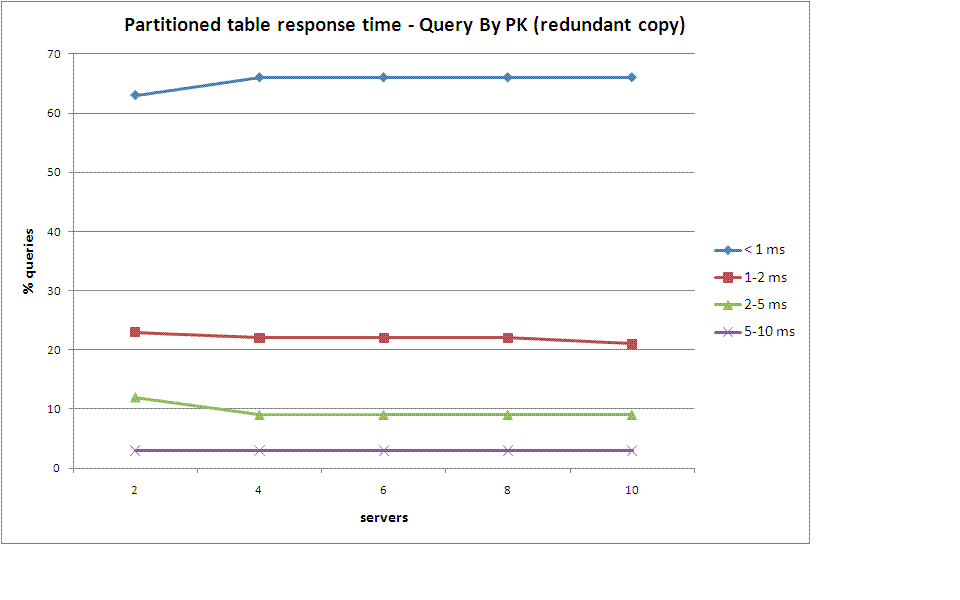 Partitioned table response time - Query By PK (redundant copy)
70
60
50
40
30
20
10
0
% queries
2 4 6 8 10
servers
< 1 ms
1-2 ms
2-5 ms
5-10 ms